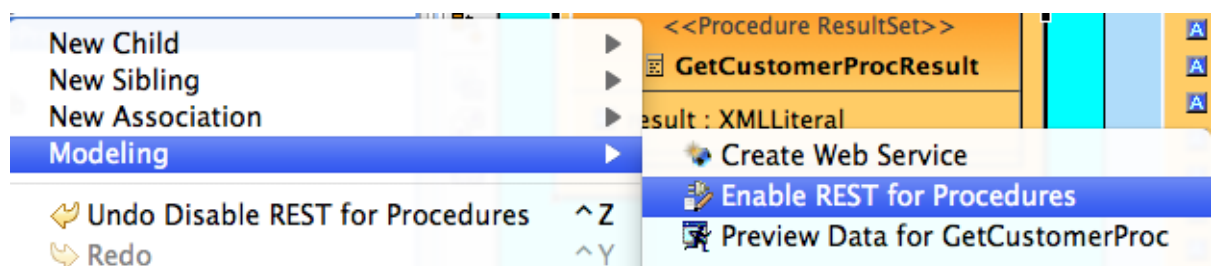 New Child
New Sibling
New Association
Modeling
Undo Disable REST for Procedures ^Z
Redo ^Y
<<Procedure ResultSet>>
GetCustomerProcResult
esult : XMLLiteral
Create Web Service
Enable REST for Procedures
Preview Data for GetCustomerProc
A
A
A